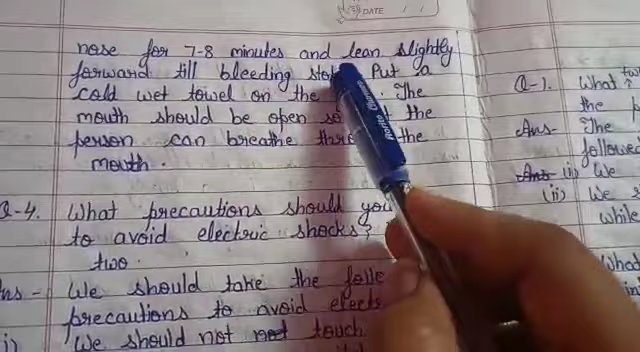 DATE / /
nose for 7-8 minutes and lean slightly
forward till bleeding Put a
cold wet towel on the The
mouth should be open the
person can breathe the
mouth.
Q-4. What precautions should you
to avoid electric shocks?
two.
Ans - We should take the
precautions to avoid
i) We should not not touch
Q-1. What two
the
Ans- The
followed
Ans (i) We
(ii) We s
while
What